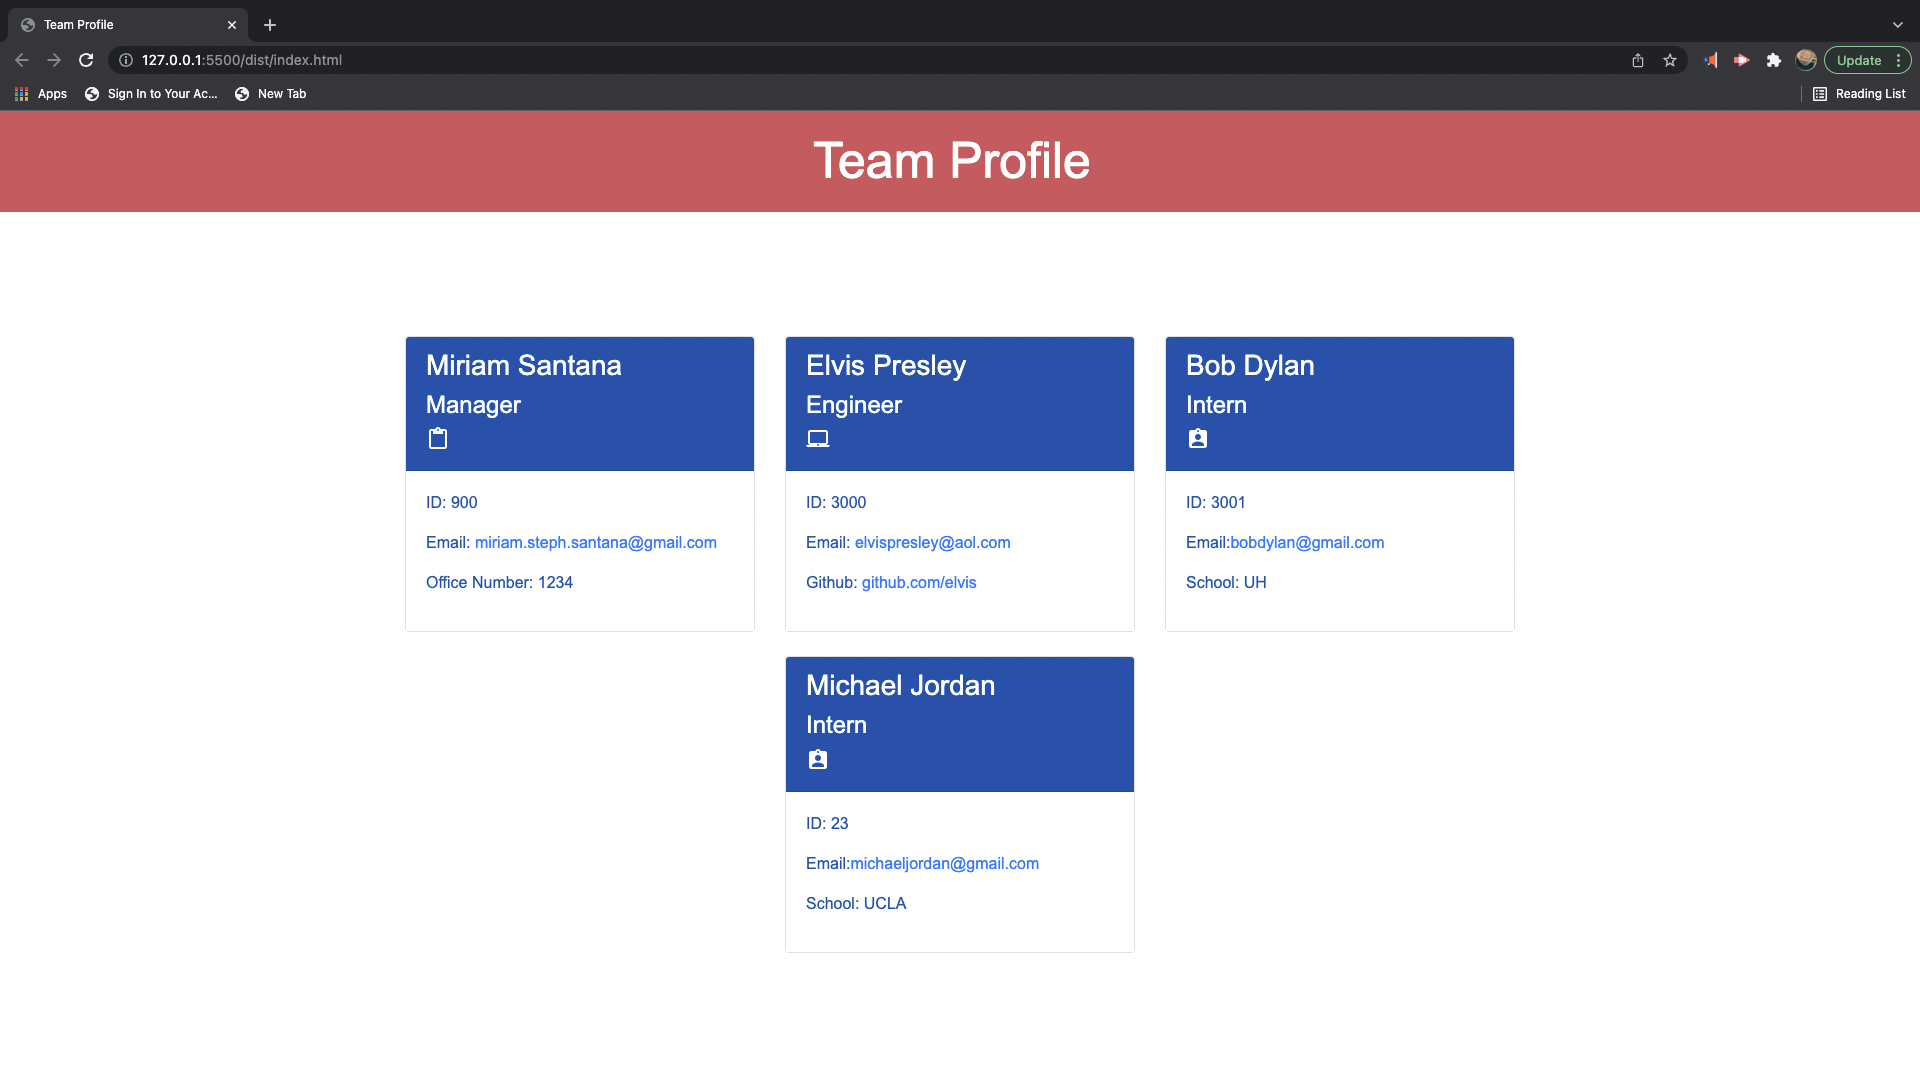 Team Profile
127.0.0.1:5500/dist/index.html
Update
Apps
Sign In to Your Ac...
New Tab
Reading List
Team Profile
Miriam Santana
Manager
ID: 900
Email: miriam.steph.santana@gmail.com
Office Number: 1234
Elvis Presley
Engineer
ID: 3000
Email: elvispresley@aol.com
Github: github.com/elvis
Bob Dylan
Intern
ID: 3001
Email:bobdylan@gmail.com
School: UH
Michael Jordan
Intern
ID: 23
Email:michaeljordan@gmail.com
School: UCLA